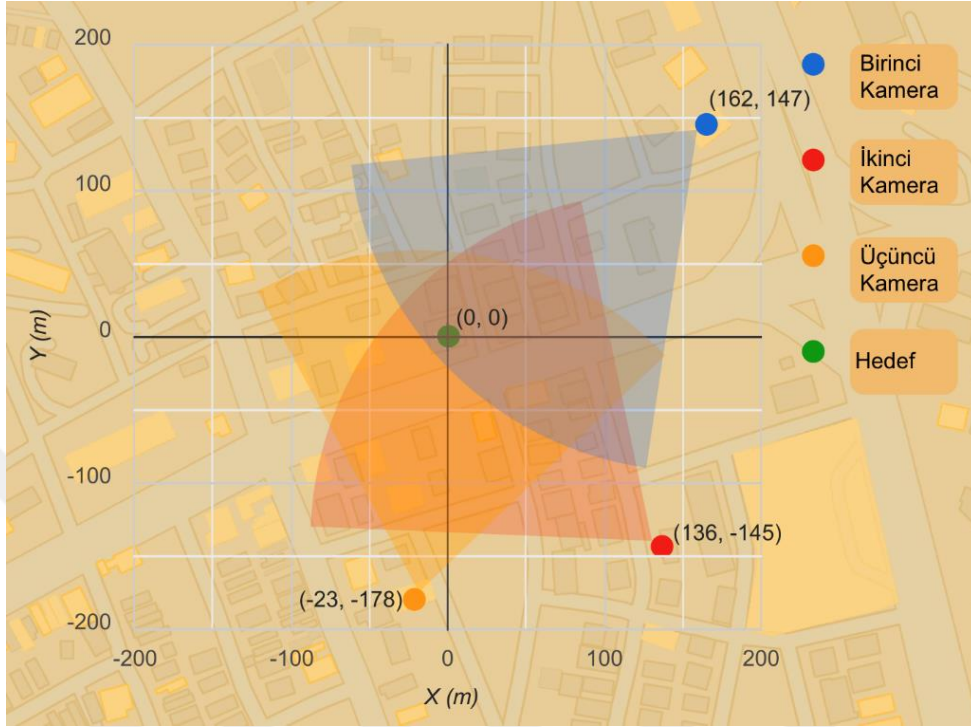 200
100
0
-100
-200
Y (m)
-200
-100
0
100
200
X (m)
(162, 147)
(0, 0)
(136, -145)
(-23, -178)
Birinci
Kamera
İkinci
Kamera
Üçüncü
Kamera
Hedef